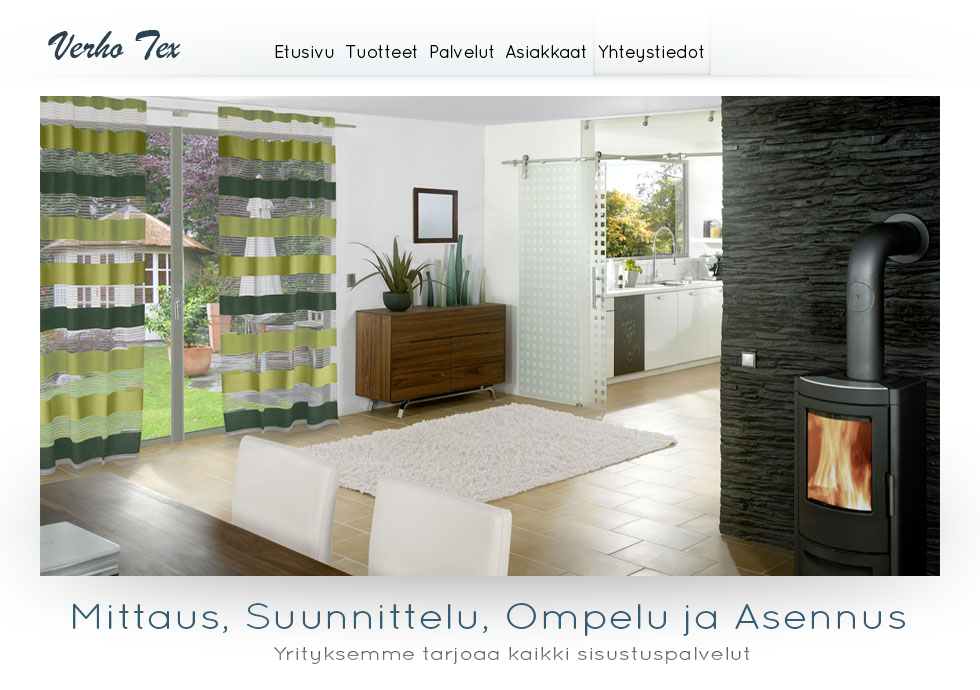 Verho Tex
Etusivu Tuotteet Palvelut Asiakkaat Yhteystiedot
Mittaus, Suunnittelu, Ompelu ja Asennus
Yrityksemme tarjoaa kaikki sisustuspalvelut